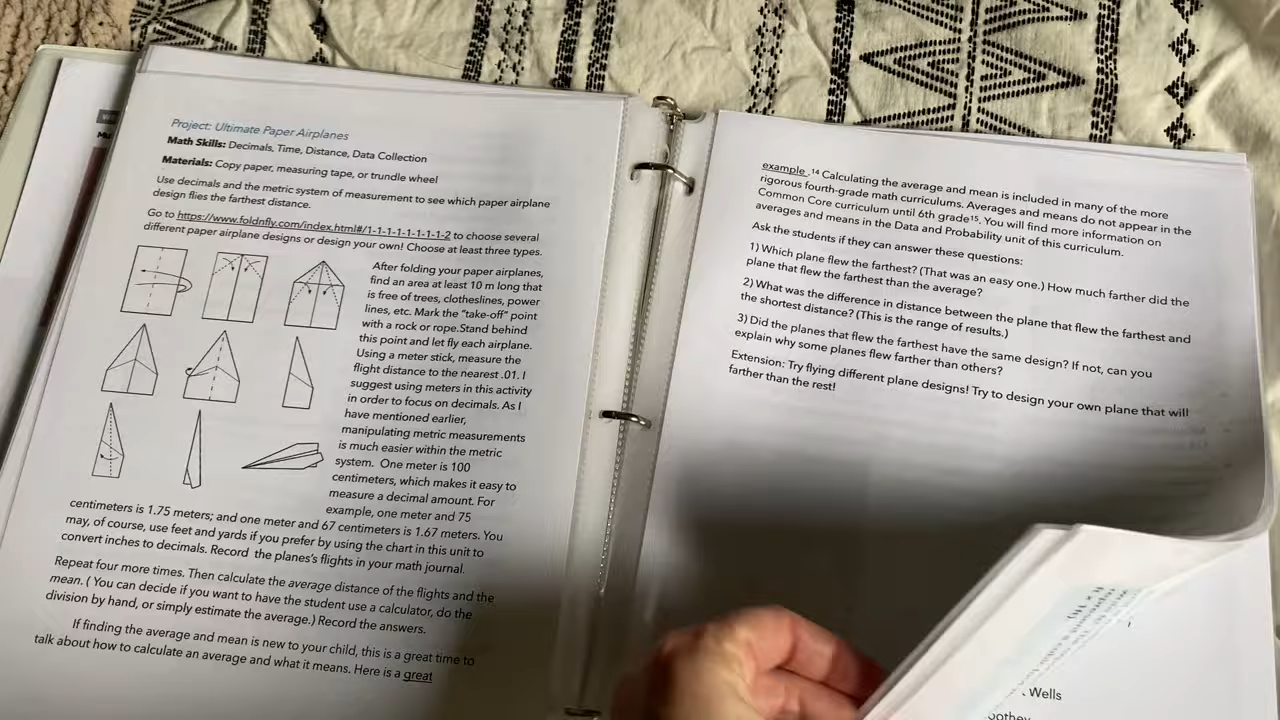 Project: Ultimate Paper Airplanes
Math Skills: Decimals, Time, Distance, Data Collection
Materials: Copy paper, measuring tape, or trundle wheel
Use decimals and the metric system of measurement to see which paper airplane
design flies the farthest distance.
Go to https://www.foldnfly.com/index.html#/1-1-1-1-1-1-1-1-2 to choose several
different paper airplane designs or design your own! Choose at least three types.
After folding your paper airplanes,
find an area at least 10 m long that
is free of trees, clotheslines, power
lines, etc. Mark the "take-off" point
with a rock or rope.Stand behind
this point and let fly each airplane.
Using a meter stick, measure the
flight distance to the nearest .01. I
suggest using meters in this activity
in order to focus on decimals. As I
have mentioned earlier,
manipulating metric measurements
is much easier within the metric
system. One meter is 100
centimeters, which makes it easy to
measure a decimal amount. For
example, one meter and 75
centimeters is 1.75 meters; and one meter and 67 centimeters is 1.67 meters. You
may, of course, use feet and yards if you prefer by using the chart in this unit to
convert inches to decimals. Record the planes's flights in your math journal.
Repeat four more times. Then calculate the average distance of the flights and the
mean. ( You can decide if you want to have the student use a calculator, do the
division by hand, or simply estimate the average.) Record the answers.
If finding the average and mean is new to your child, this is a great time to
talk about how to calculate an average and what it means. Here is a great
example .14 Calculating the average and mean is included in many of the more
rigorous fourth-grade math curriculums. Averages and means do not appear in the
Common Core curriculum until 6th grade15. You will find more information on
averages and means in the Data and Probability unit of this curriculum.
Ask the students if they can answer these questions:
1) Which plane flew the farthest? (That was an easy one.) How much farther did the
plane that flew the farthest than the average?
2) What was the difference in distance between the plane that flew the farthest and
the shortest distance? (This is the range of results.)
3) Did the planes that flew the farthest have the same design? If not, can you
explain why some planes flew farther than others?
Extension: Try flying different plane designs! Try to design your own plane that will
farther than the rest!
Wells